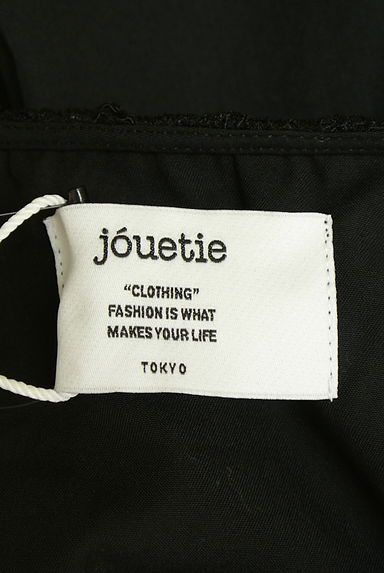 jóuetie
“CLOTHING”
FASHION IS WHAT
MAKES YOUR LIFE
TOKYO